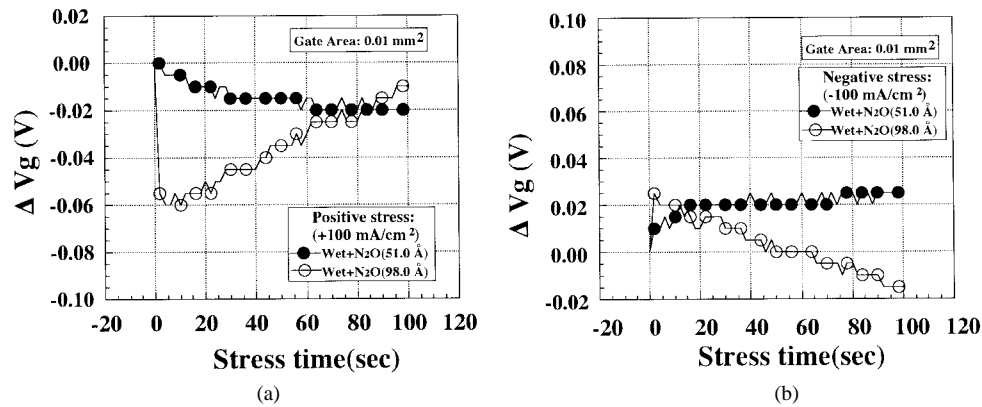 Gate Area: 0.01 mm²
0.00
-0.02
-0.04
-0.06
-0.08
-0.10
Δ Vg (V)
Positive stress:
(+100 mA/cm²)
Wet+N2O(51.0 Å)
Wet+N2O(98.0 Å)
-20 0 20 40 60 80 100 120
Stress time(sec)
(a)
0.10
0.08
0.06
0.04
0.02
0.00
-0.02
Δ Vg (V)
Gate Area: 0.01 mm²
Negative stress:
(-100 mA/cm²)
Wet+N2O(51.0 Å)
Wet+N2O(98.0 Å)
-20 0 20 40 60 80 100 120
Stress time(sec)
(b)